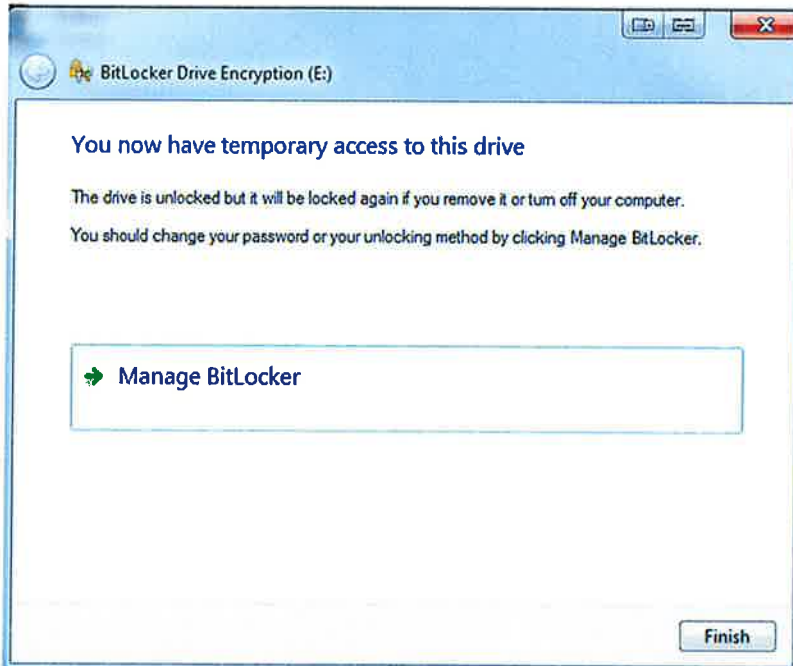 BitLocker Drive Encryption (E:)
You now have temporary access to this drive
The drive is unlocked but it will be locked again if you remove it or turn off your computer.
You should change your password or your unlocking method by clicking Manage BitLocker.
Manage BitLocker
Finish